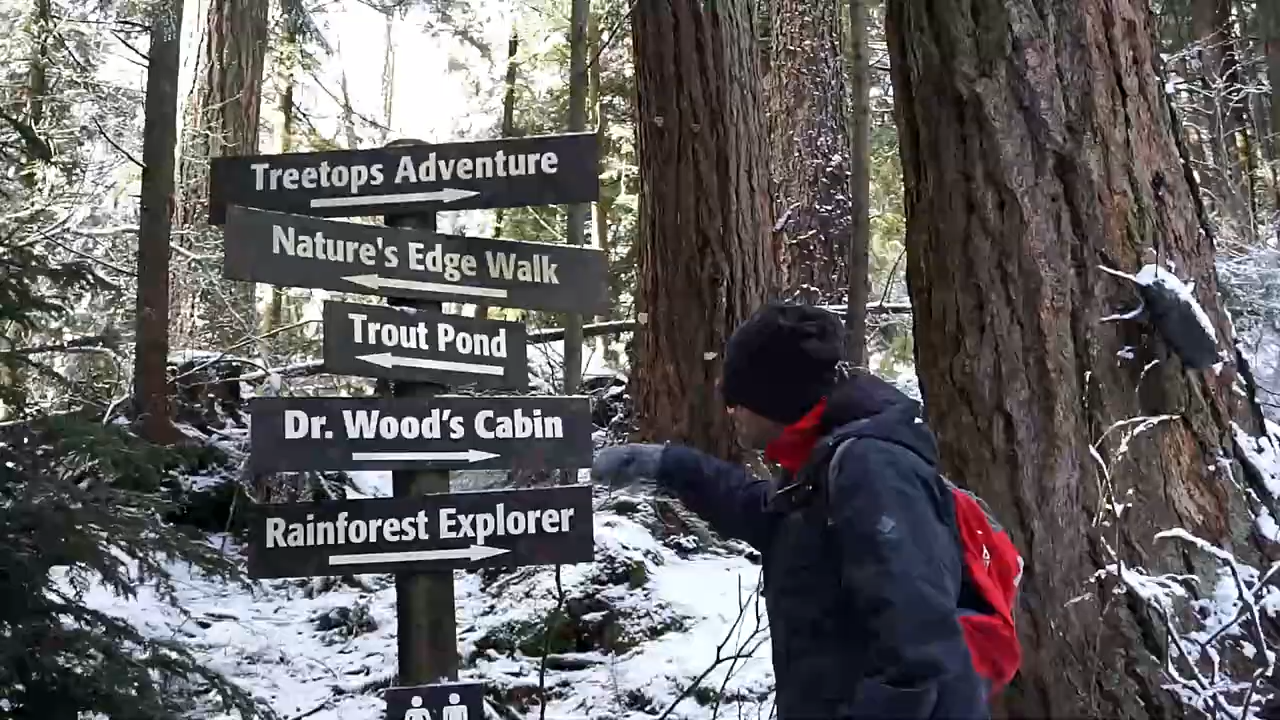 Treetops Adventure
Nature's Edge Walk
Trout Pond
Dr. Wood's Cabin
Rainforest Explorer